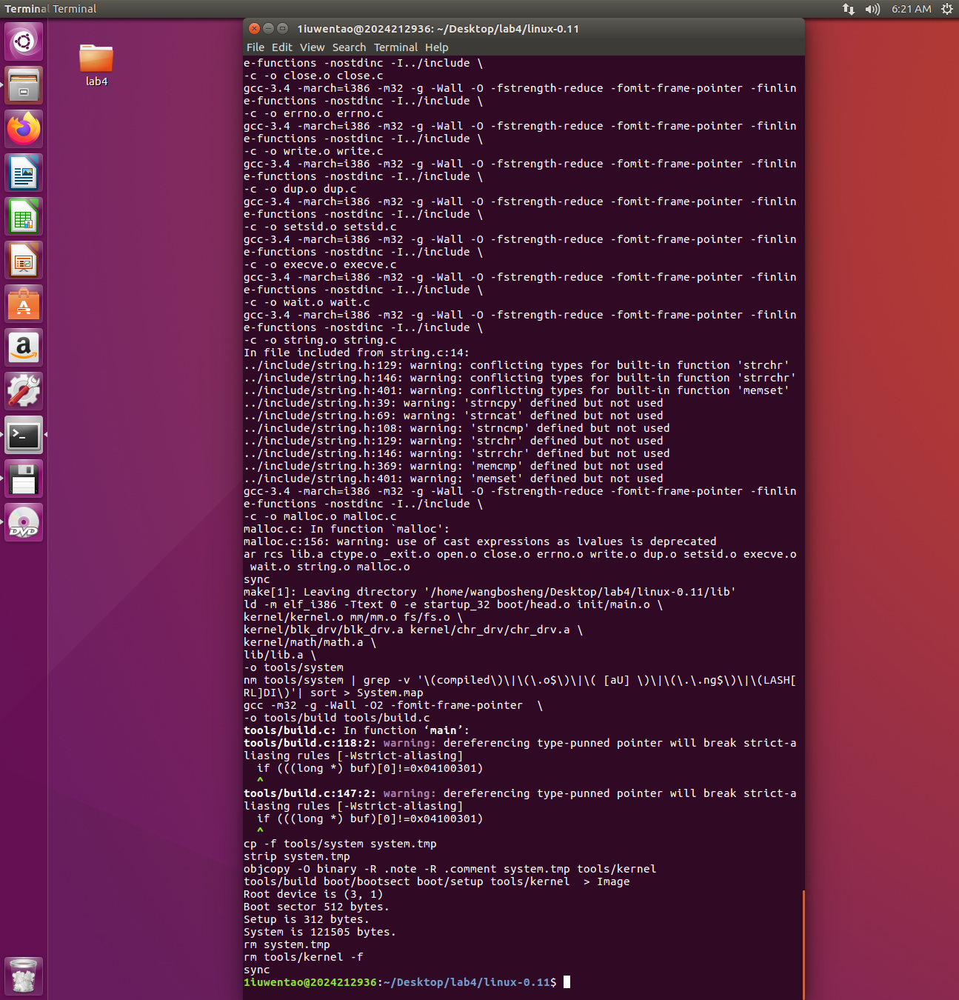 Terminal Terminal
6:21 AM
lab4
1iuwentao@2024212936: ~/Desktop/lab4/linux-0.11
File Edit View Search Terminal Help
e-functions -nostdinc -I../include \
-c -o close.o close.c
gcc-3.4 -march=i386 -m32 -g -Wall -O -fstrength-reduce -fomit-frame-pointer -finlin
e-functions -nostdinc -I../include \
-c -o errno.o errno.c
gcc-3.4 -march=i386 -m32 -g -Wall -O -fstrength-reduce -fomit-frame-pointer -finlin
e-functions -nostdinc -I../include \
-c -o write.o write.c
gcc-3.4 -march=i386 -m32 -g -Wall -O -fstrength-reduce -fomit-frame-pointer -finlin
e-functions -nostdinc -I../include \
-c -o dup.o dup.c
gcc-3.4 -march=i386 -m32 -g -Wall -O -fstrength-reduce -fomit-frame-pointer -finlin
e-functions -nostdinc -I../include \
-c -o setsid.o setsid.c
gcc-3.4 -march=i386 -m32 -g -Wall -O -fstrength-reduce -fomit-frame-pointer -finlin
e-functions -nostdinc -I../include \
-c -o execve.o execve.c
gcc-3.4 -march=i386 -m32 -g -Wall -O -fstrength-reduce -fomit-frame-pointer -finlin
e-functions -nostdinc -I../include \
-c -o wait.o wait.c
gcc-3.4 -march=i386 -m32 -g -Wall -O -fstrength-reduce -fomit-frame-pointer -finlin
e-functions -nostdinc -I../include \
-c -o string.o string.c
In file included from string.c:14:
../include/string.h:129: warning: conflicting types for built-in function 'strchr'
../include/string.h:146: warning: conflicting types for built-in function 'strrchr'
../include/string.h:401: warning: conflicting types for built-in function 'memset'
../include/string.h:39: warning: 'strncpy' defined but not used
../include/string.h:69: warning: 'strncat' defined but not used
../include/string.h:108: warning: 'strncmp' defined but not used
../include/string.h:129: warning: 'strchr' defined but not used
../include/string.h:146: warning: 'strrchr' defined but not used
../include/string.h:369: warning: 'memcmp' defined but not used
../include/string.h:401: warning: 'memset' defined but not used
gcc-3.4 -march=i386 -m32 -g -Wall -O -fstrength-reduce -fomit-frame-pointer -finlin
e-functions -nostdinc -I../include \
-c -o malloc.o malloc.c
malloc.c: In function `malloc':
malloc.c:156: warning: use of cast expressions as lvalues is deprecated
ar rcs lib.a ctype.o _exit.o open.o close.o errno.o write.o dup.o setsid.o execve.o
 wait.o string.o malloc.o
sync
make[1]: Leaving directory '/home/wangbosheng/Desktop/lab4/linux-0.11/lib'
ld -m elf_i386 -Ttext 0 -e startup_32 boot/head.o init/main.o \
kernel/kernel.o mm/mm.o fs/fs.o \
kernel/blk_drv/blk_drv.a kernel/chr_drv/chr_drv.a \
kernel/math/math.a \
lib/lib.a \
-o tools/system
nm tools/system | grep -v '\(compiled\)\|\(\.o$\)\|\( [aU] \)\|\(\.\.ng$\)\|\(LASH[
RL]DI\)'| sort > System.map
gcc -m32 -g -Wall -O2 -fomit-frame-pointer  \
-o tools/build tools/build.c
tools/build.c: In function ‘main’:
tools/build.c:118:2: warning: dereferencing type-punned pointer will break strict-a
liasing rules [-Wstrict-aliasing]
  if (((long *) buf)[0]!=0x04100301)
  ^
tools/build.c:147:2: warning: dereferencing type-punned pointer will break strict-a
liasing rules [-Wstrict-aliasing]
  if (((long *) buf)[0]!=0x04100301)
  ^
cp -f tools/system system.tmp
strip system.tmp
objcopy -O binary -R .note -R .comment system.tmp tools/kernel
tools/build boot/bootsect boot/setup tools/kernel  > Image
Root device is (3, 1)
Boot sector 512 bytes.
Setup is 312 bytes.
System is 121505 bytes.
rm system.tmp
rm tools/kernel -f
sync
1iuwentao@2024212936:~/Desktop/lab4/linux-0.11$
DVD